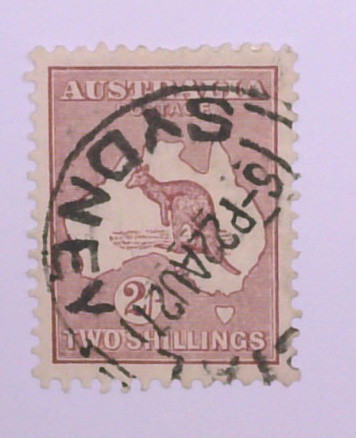 AUSTRALIA
POSTAGE
SYDNEY
2/-
TWO SHILLINGS